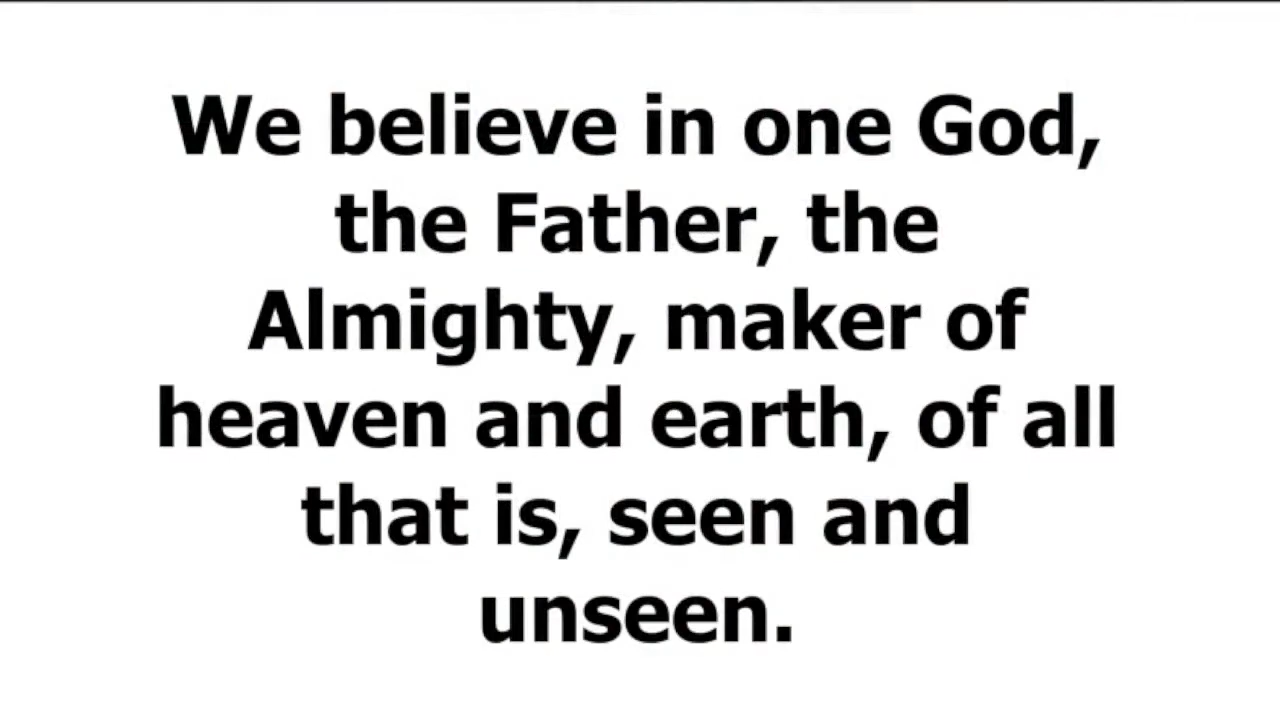 We believe in one God,
the Father, the
Almighty, maker of
heaven and earth, of all
that is, seen and
unseen.